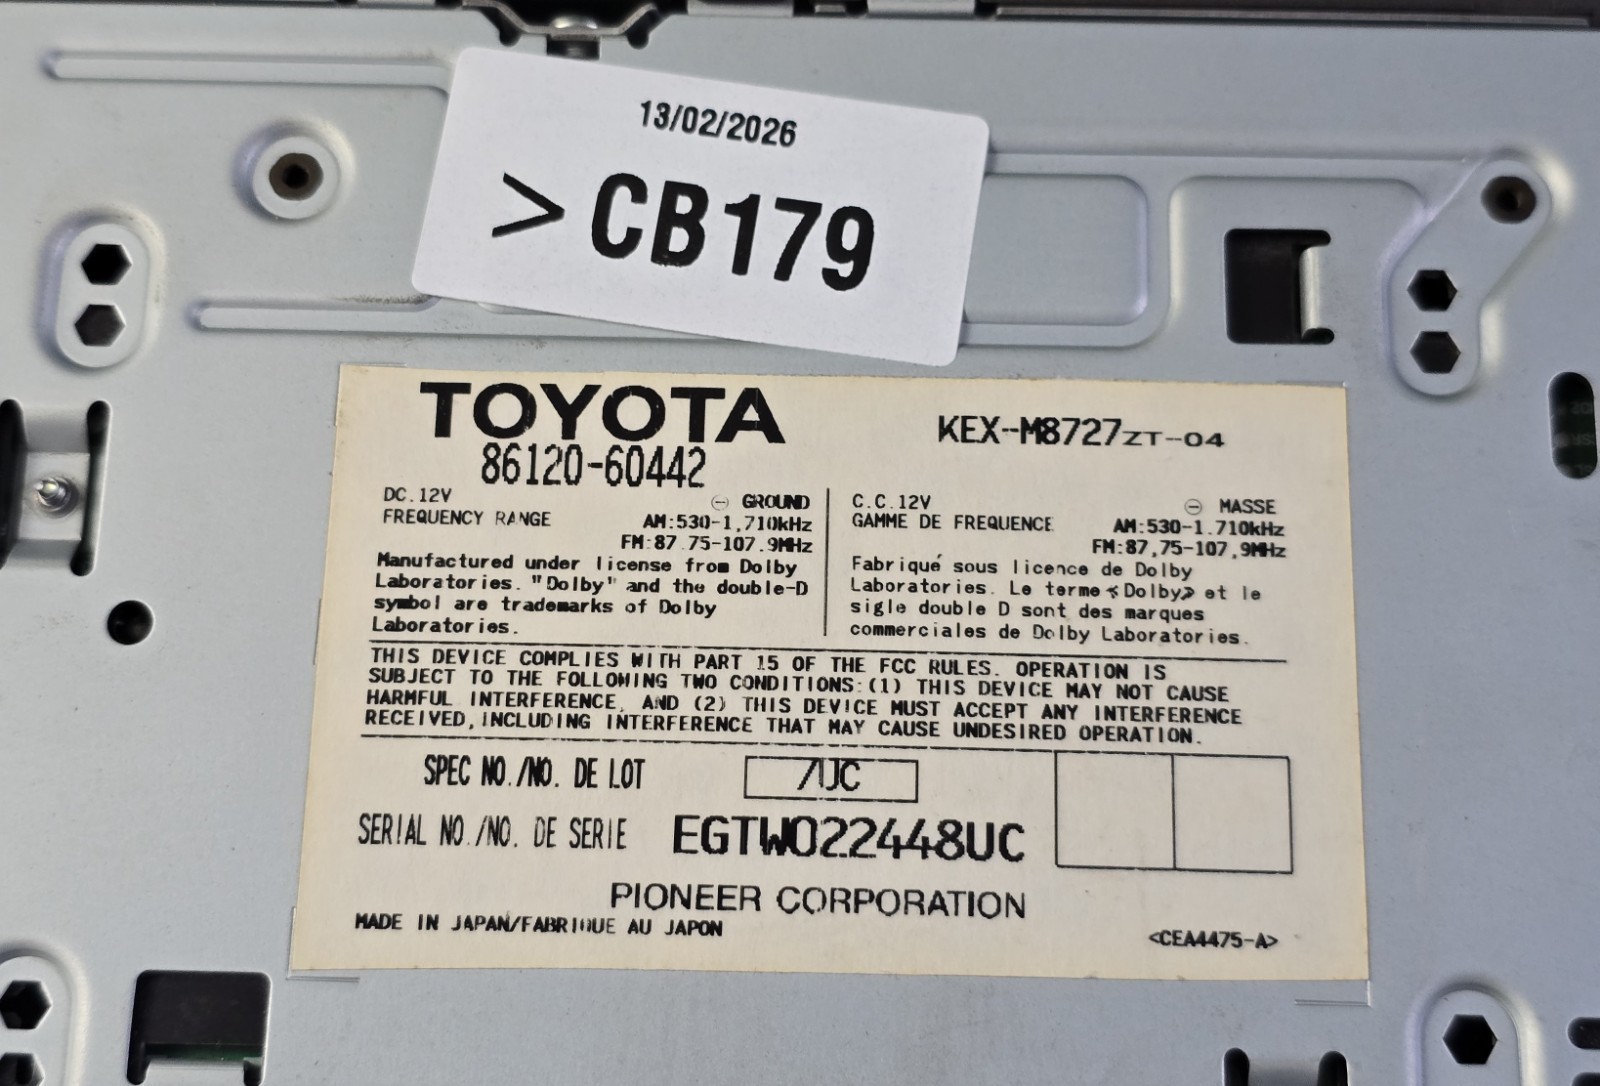 13/02/2026
>CB179
TOYOTA
86120-60442
KEX-M8727ZT-04
DC.12V ⊖ GROUND
FREQUENCY RANGE AM:530-1,710kHz
FM:87.75-107.9MHz
Manufactured under license from Dolby
Laboratories. "Dolby" and the double-D
symbol are trademarks of Dolby
Laboratories.
C.C.12V ⊖ MASSE
GAMME DE FREQUENCE AM:530-1.710kHz
FM:87,75-107,9MHz
Fabriqué sous licence de Dolby
Laboratories. Le terme «Dolby» et le
sigle double D sont des marques
commerciales de Dolby Laboratories.
THIS DEVICE COMPLIES WITH PART 15 OF THE FCC RULES. OPERATION IS
SUBJECT TO THE FOLLOWING TWO CONDITIONS:(1) THIS DEVICE MAY NOT CAUSE
HARMFUL INTERFERENCE, AND (2) THIS DEVICE MUST ACCEPT ANY INTERFERENCE
RECEIVED,INCLUDING INTERFERENCE THAT MAY CAUSE UNDESIRED OPERATION.
SPEC NO./NO. DE LOT /UC
SERIAL NO./NO. DE SERIE EGTW022448UC
PIONEER CORPORATION
MADE IN JAPAN/FABRIQUE AU JAPON
<CEA4475-A>